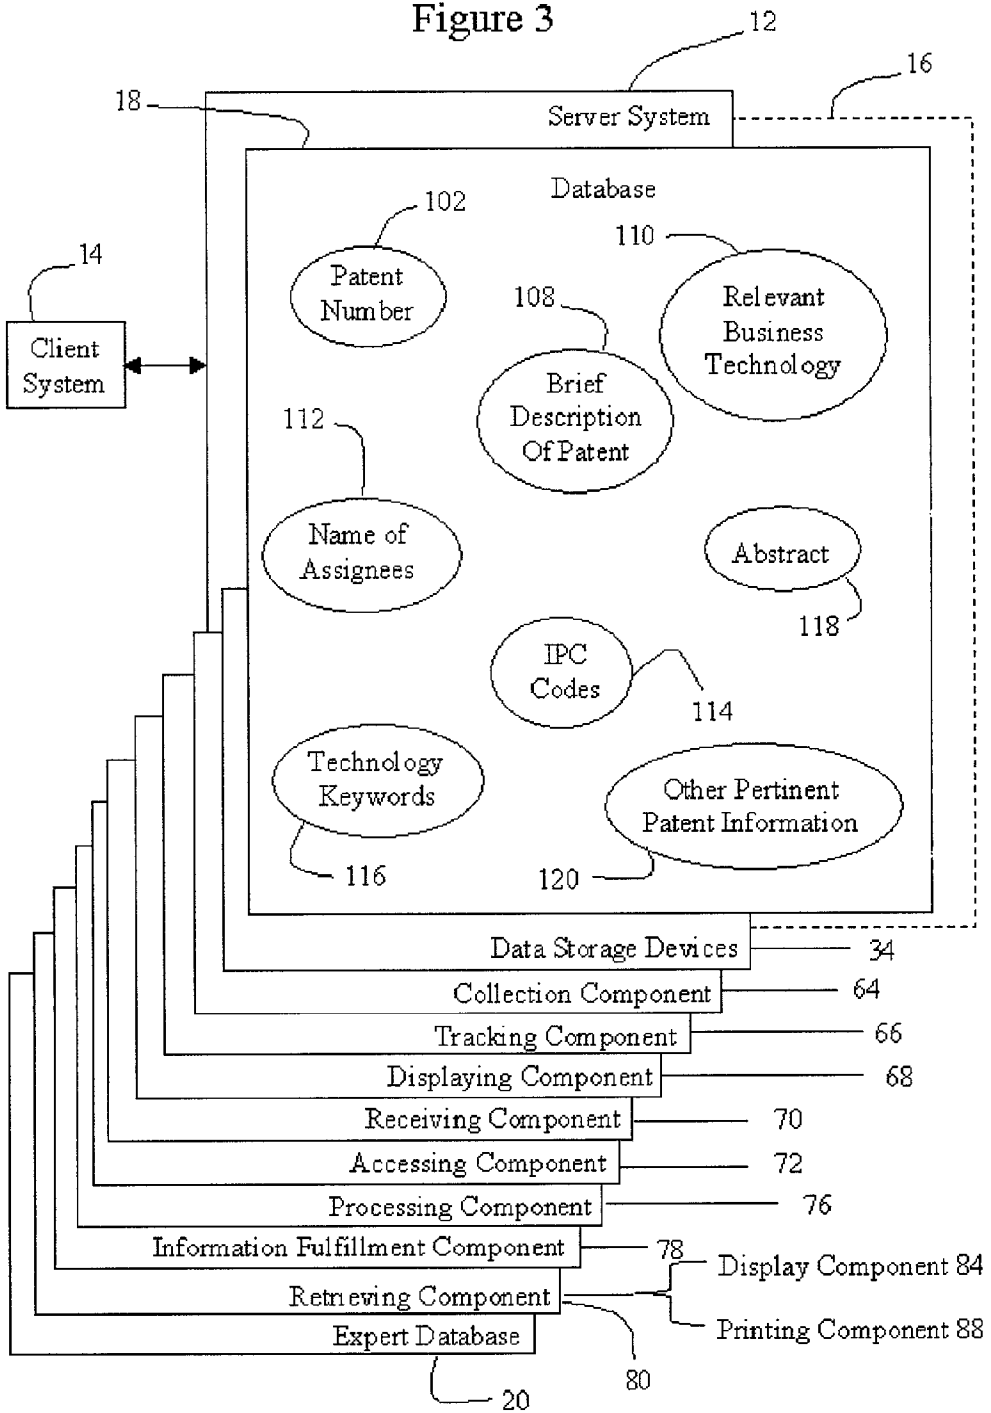 Figure 3
12
16
18
Server System
Database
102
110
14
Patent
Number
108
Relevant
Business
Technology
Client
System
Brief
Description
Of Patent
112
Name of
Assignees
Abstract
118
IPC
Codes
114
Technology
Keywords
Other Pertinent
Patent Information
116
120
Data Storage Devices
34
Collection Component
64
Tracking Component
66
Displaying Component
68
Receiving Component
70
Accessing Component
72
Processing Component
76
Information Fulfillment Component
78
Display Component 84
Retrieving Component
Printing Component 88
Expert Database
80
20